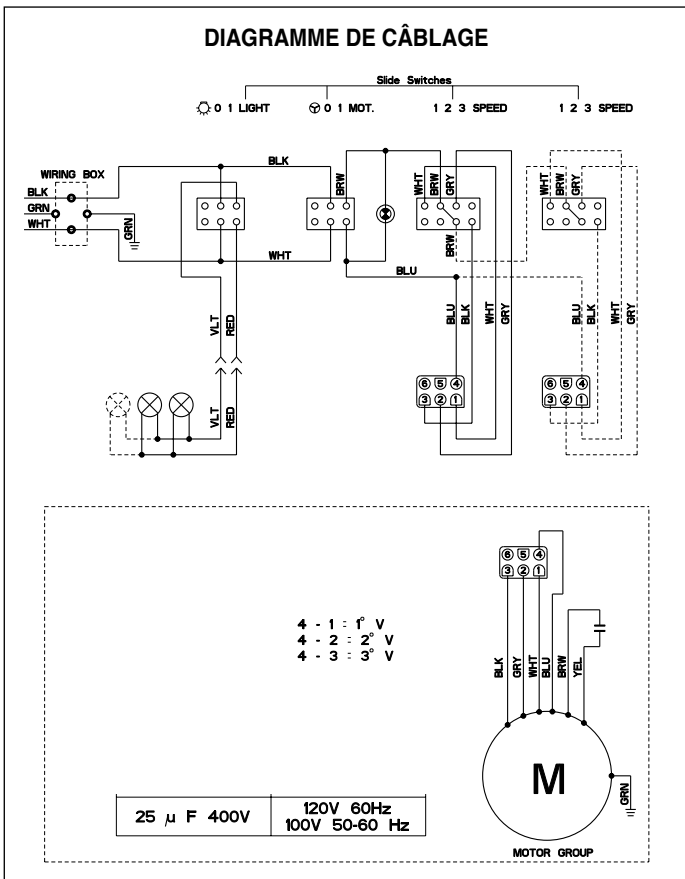 DIAGRAMME DE CÂBLAGE
Slide Switches
0 1 LIGHT
0 1 MOT.
1 2 3 SPEED
1 2 3 SPEED
WIRING BOX
BLK
GRN
WHT
GRN
BLK
WHT
BRW
BLU
WHT
BRW
GRY
BRW
WHT
BRW
GRY
VLT
RED
BLU
BLK
WHT
GRY
BLU
BLK
WHT
GRY
VLT
RED
6 5 4
3 2 1
6 5 4
3 2 1
6 5 4
3 2 1
4 - 1 = 1° V
4 - 2 = 2° V
4 - 3 = 3° V
BLK
GRY
WHT
BLU
BRW
YEL
M
GRN
25 μ F 400V
120V 60Hz
100V 50-60 Hz
MOTOR GROUP